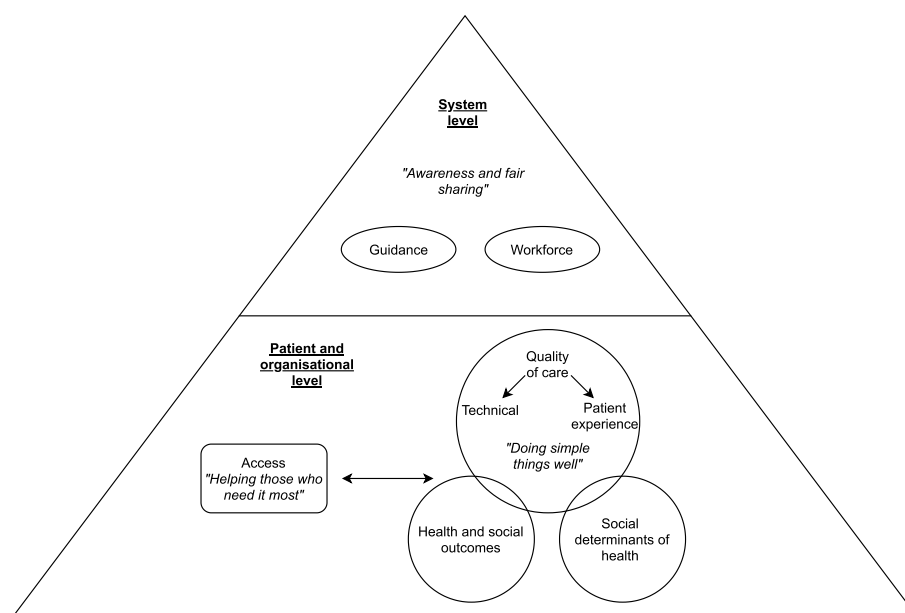 System
level
"Awareness and fair
sharing"
Guidance
Workforce
Patient and
organisational
level
Quality
of care
Technical
Patient
experience
"Doing simple
things well"
Access
"Helping those who
need it most"
Health and social
outcomes
Social
determinants of
health